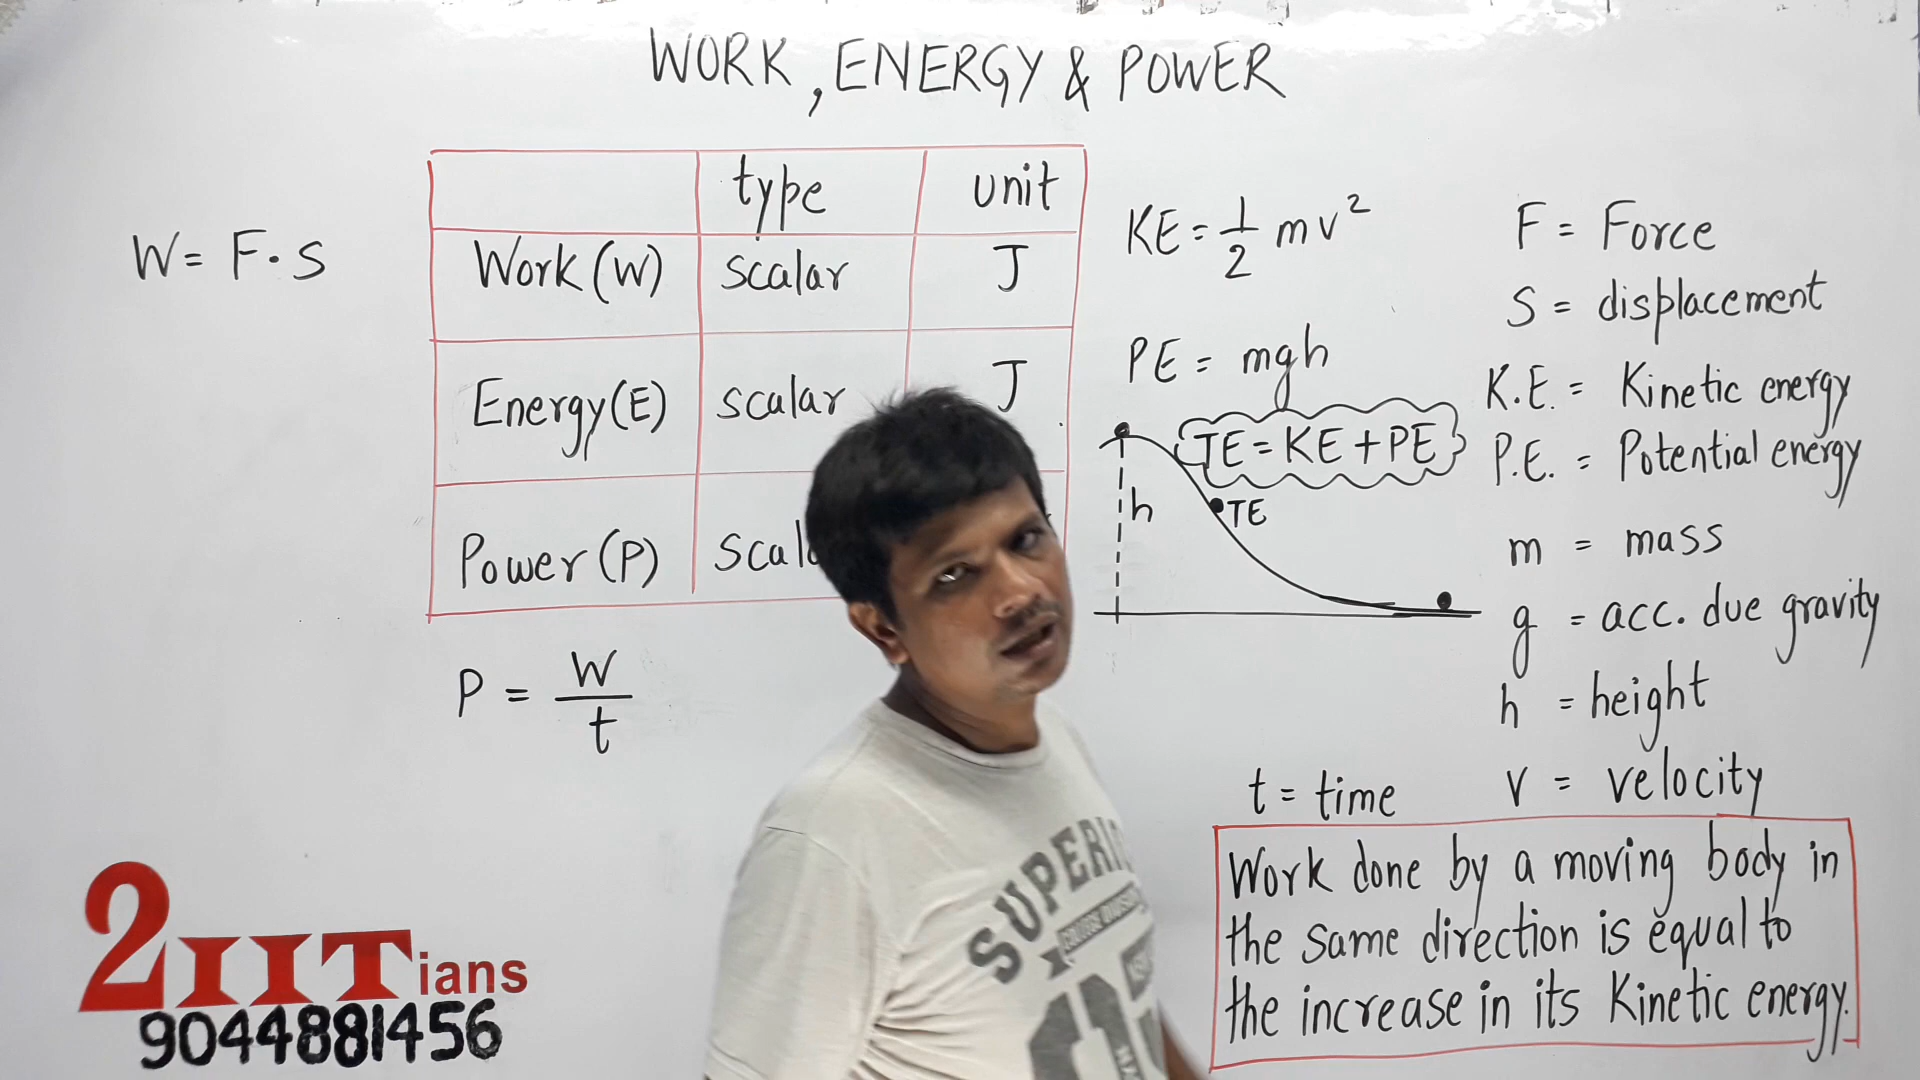 WORK, ENERGY & POWER
type unit
Work (W) scalar J
Energy (E) scalar J
Power (P)
W = F·S
P = W/t
KE = 1/2 mv²
PE = mgh
TE = KE + PE
h
TE
F = Force
S = displacement
K.E. = Kinetic energy
P.E. = Potential energy
m = mass
g = acc. due gravity
h = height
t = time
v = velocity
Work done by a moving body in
the same direction is equal to
the increase in its Kinetic energy.
2IITians
9044881456